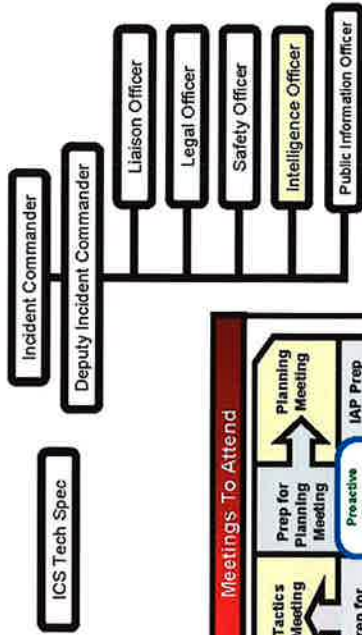 Incident Commander
Deputy Incident Commander
ICS Tech Spec
Liaison Officer
Legal Officer
Safety Officer
Intelligence Officer
Public Information Officer
Meetings To Attend
Tactics
Meeting
Prep for
Planning
Meeting
Planning
Meeting
Proactive
IAP Prep